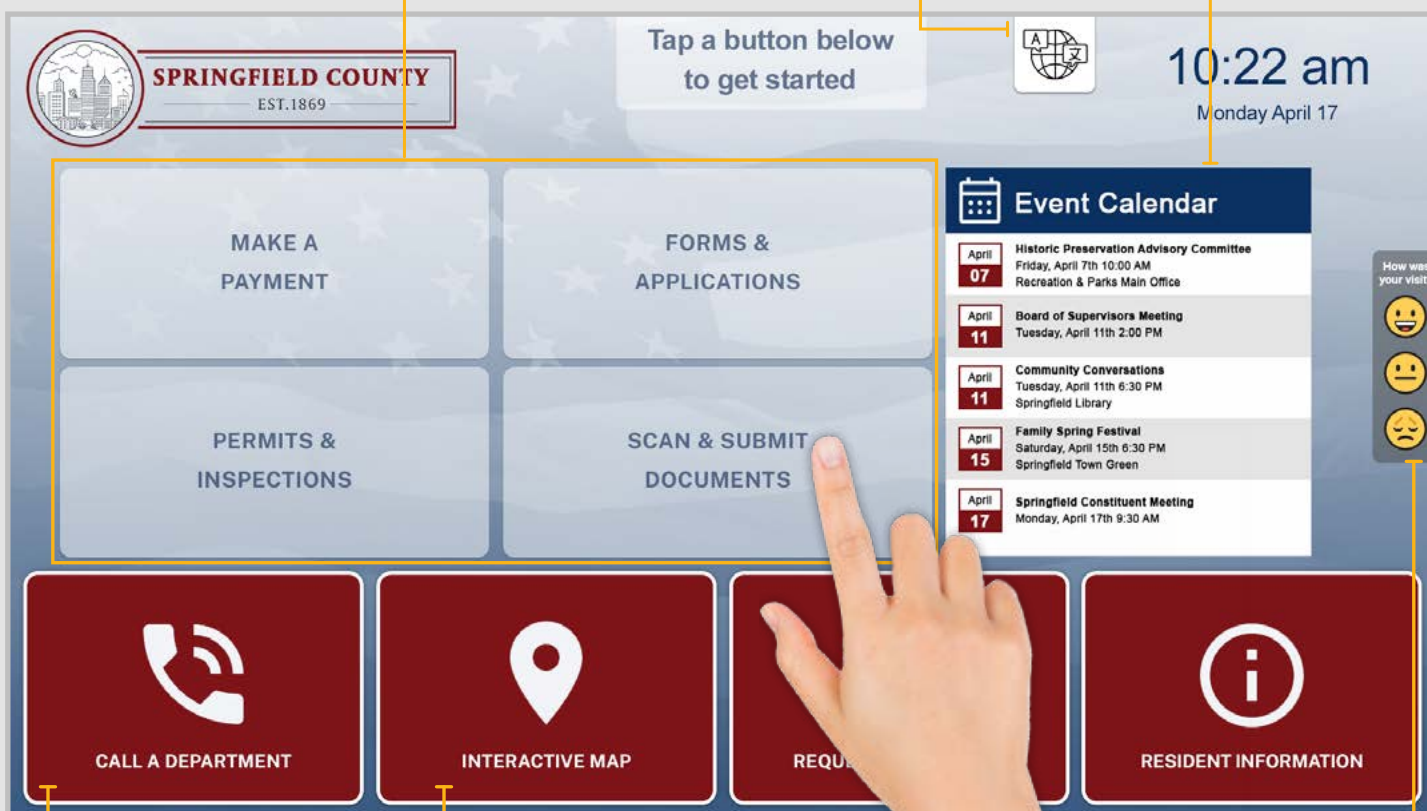 SPRINGFIELD COUNTY
EST.1869
Tap a button below
to get started
A
文
10:22 am
Monday April 17
MAKE A
PAYMENT
FORMS &
APPLICATIONS
PERMITS &
INSPECTIONS
SCAN & SUBMIT
DOCUMENTS
Event Calendar
April
07
Historic Preservation Advisory Committee
Friday, April 7th 10:00 AM
Recreation & Parks Main Office
April
11
Board of Supervisors Meeting
Tuesday, April 11th 2:00 PM
April
11
Community Conversations
Tuesday, April 11th 6:30 PM
Springfield Library
April
15
Family Spring Festival
Saturday, April 15th 6:30 PM
Springfield Town Green
April
17
Springfield Constituent Meeting
Monday, April 17th 9:30 AM
How was
your visit
CALL A DEPARTMENT
INTERACTIVE MAP
RESIDENT INFORMATION